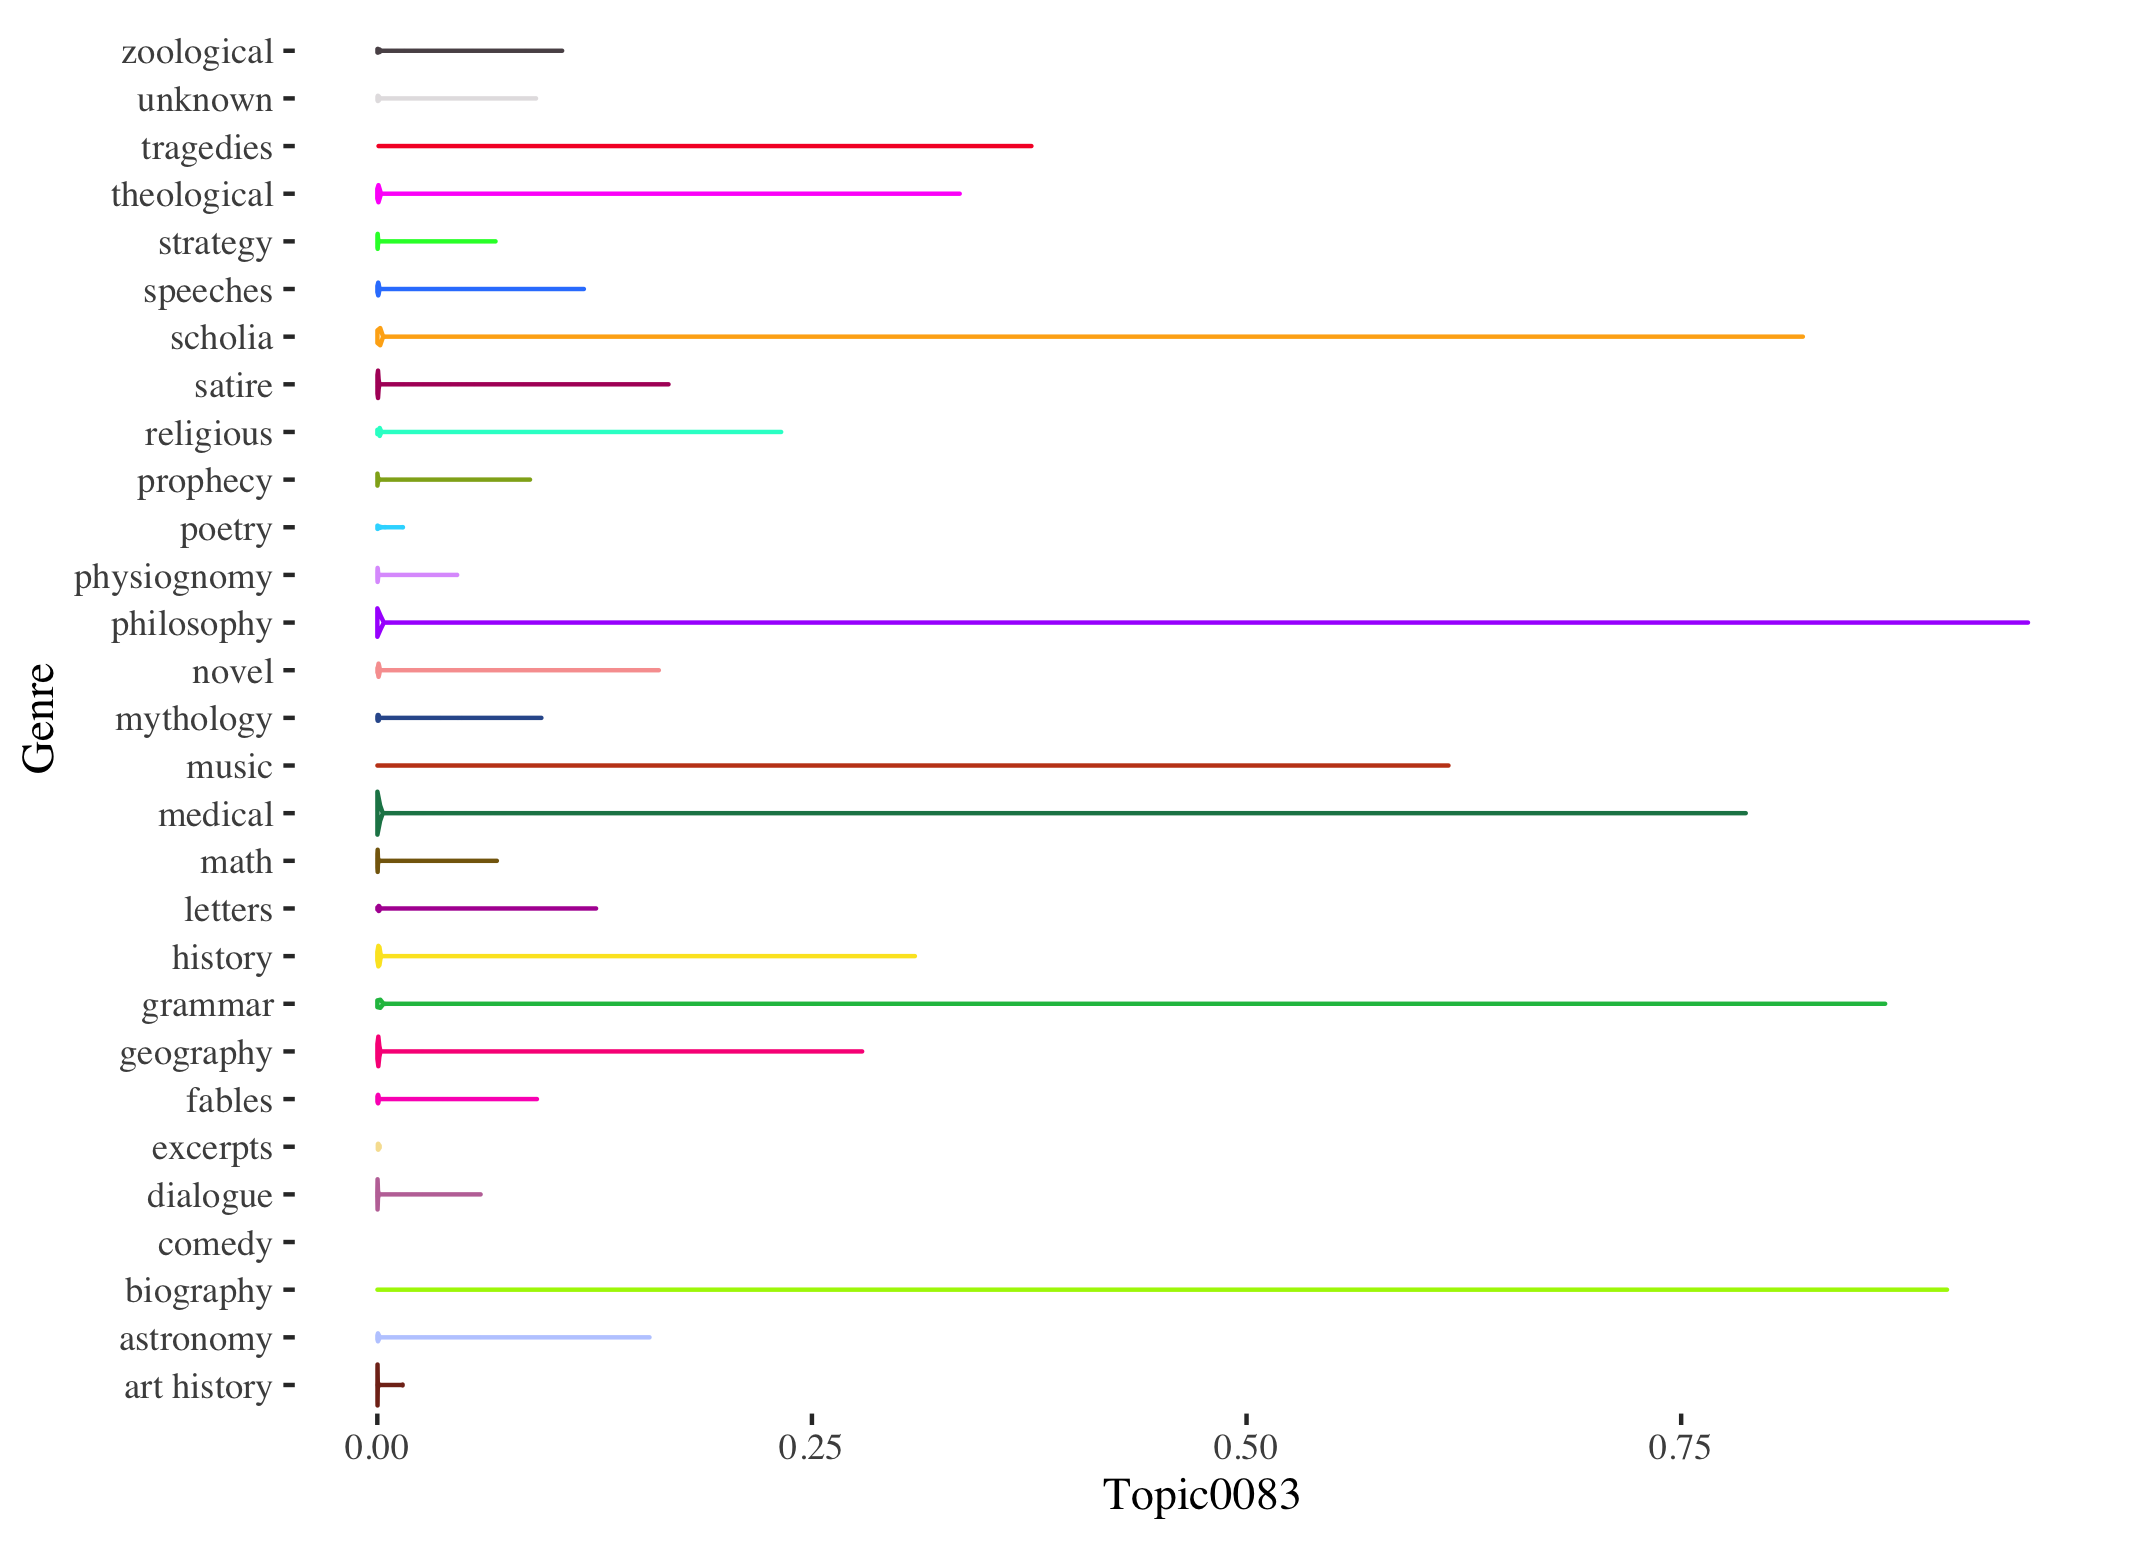 zoological
unknown
tragedies
theological
strategy
speeches
scholia
satire
religious
prophecy
poetry
physiognomy
philosophy
novel
mythology
music
medical
math
letters
history
grammar
geography
fables
excerpts
dialogue
comedy
biography
astronomy
art history
Genre
0.00 0.25 0.50 0.75
Topic0083